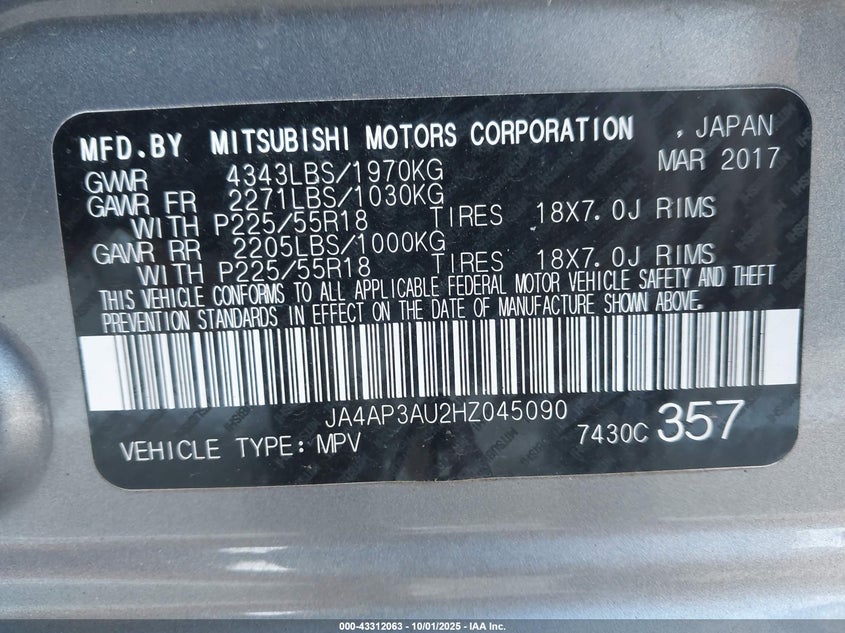 MFD.BY MITSUBISHI MOTORS CORPORATION , JAPAN
GVWR 4343LBS/1970KG MAR 2017
GAWR FR 2271LBS/1030KG
WITH P225/55R18 TIRES 18X7.0J RIMS
GAWR RR 2205LBS/1000KG
WITH P225/55R18 TIRES 18X7.0J RIMS
THIS VEHICLE CONFORMS TO ALL APPLICABLE FEDERAL MOTOR VEHICLE SAFETY AND THEFT
PREVENTION STANDARDS IN EFFECT ON THE DATE OF MANUFACTURE SHOWN ABOVE.
JA4AP3AU2HZ045090
VEHICLE TYPE: MPV 7430C 357
000-43312063 - 10/01/2025 - IAA Inc.